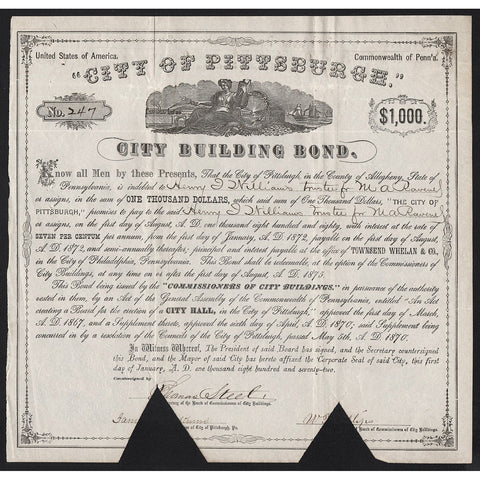 United States of America.
Commonwealth of Penn'a.
"CITY OF PITTSBURGH."
No. 247
$1,000.
CITY BUILDING BOND.
Know all Men by these Presents, That the City of Pittsburgh, in the County of Allegheny, State of
Pennsylvania, is indebted to Henry J Williams trustee for M. A. Ravenel
or assigns, in the sum of ONE THOUSAND DOLLARS, which said sum of One Thousand Dollars, "THE CITY OF
PITTSBURGH," promises to pay to the said Henry J Williams trustee for M A Ravenel
or assigns, on the first day of August, A. D. one thousand eight hundred and eighty, with interest at the rate of
SEVEN PER CENTUM per annum, from the first day of January, A. D. 1872, payable on the first day of August,
A. D. 1872, and semi-annually thereafter; principal and interest payable at the office of TOWNSEND WHELAN & CO.
in the City of Philadelphia, Pennsylvania. This Bond shall be redeemable, at the option of the Commissioners of
City Buildings, at any time on or after the first day of August, A. D. 1875.
This Bond being issued by the "COMMISSIONERS OF CITY BUILDINGS," in pursuance of the authority
vested in them, by an Act of the General Assembly of the Commonwealth of Pennsylvania, entitled "An Act
creating a Board for the erection of a CITY HALL, in the City of Pittsburgh," approved the first day of March,
A. D. 1867, and a Supplement thereto, approved the sixth day of April, A. D. 1870; said Supplement being
concurred in by a resolution of the Councils of the City of Pittsburgh, passed May 5th, A. D. 1870.
In Witness Whereof, The President of said Board has signed, and the Secretary countersigned
this Bond, and the Mayor of said City has hereto affixed the Corporate Seal of said City, this first
day of January, A. D. one thousand eight hundred and seventy-two.
Countersigned by
Thomas Steel
Secretary of the Board of Commissioners of City Buildings.
of City of Pittsburgh, Pa.
of the Board of Commissioners of City Buildings.